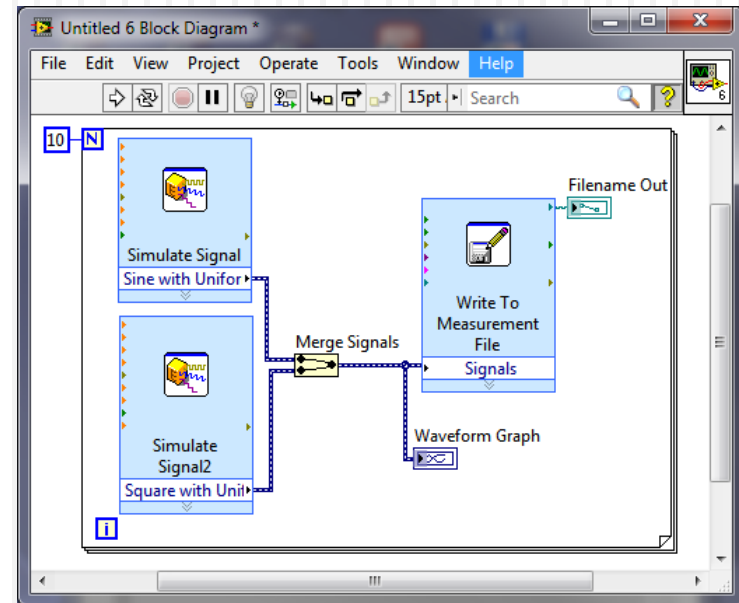 Untitled 6 Block Diagram *
File Edit View Project Operate Tools Window Help
15pt Search
6
10 N
Simulate Signal
Sine with Unifor
Simulate
Signal2
Square with Unit
Merge Signals
Filename Out
Write To
Measurement
File
Signals
Waveform Graph
i